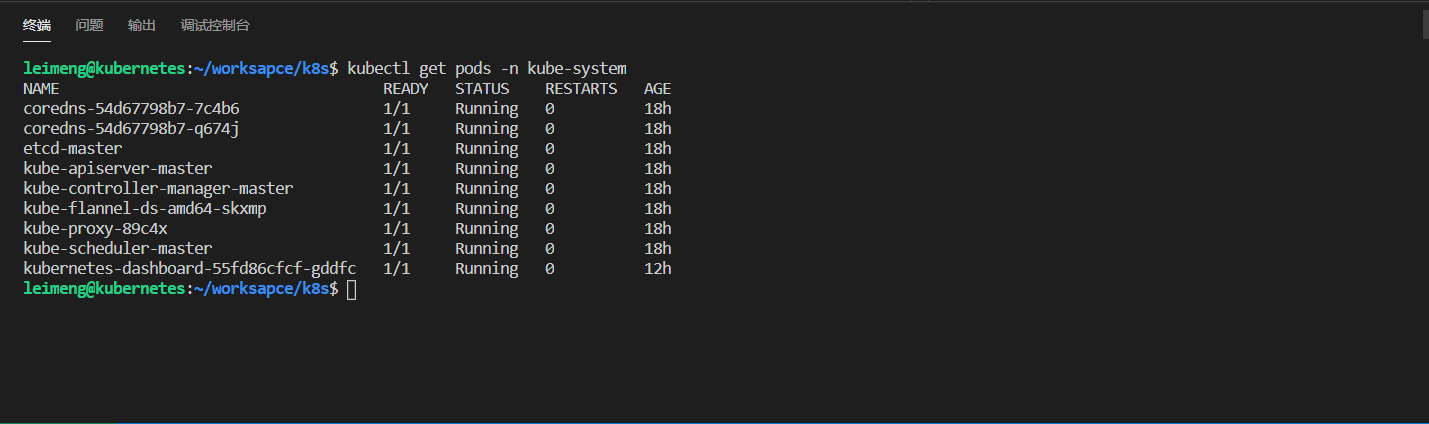 终端 问题 输出 调试控制台
leimeng@kubernetes:~/worksapce/k8s$ kubectl get pods -n kube-system
NAME READY STATUS RESTARTS AGE
coredns-54d67798b7-7c4b6 1/1 Running 0 18h
coredns-54d67798b7-q674j 1/1 Running 0 18h
etcd-master 1/1 Running 0 18h
kube-apiserver-master 1/1 Running 0 18h
kube-controller-manager-master 1/1 Running 0 18h
kube-flannel-ds-amd64-skxmp 1/1 Running 0 18h
kube-proxy-89c4x 1/1 Running 0 18h
kube-scheduler-master 1/1 Running 0 18h
kubernetes-dashboard-55fd86cfcf-gddfc 1/1 Running 0 12h
leimeng@kubernetes:~/worksapce/k8s$